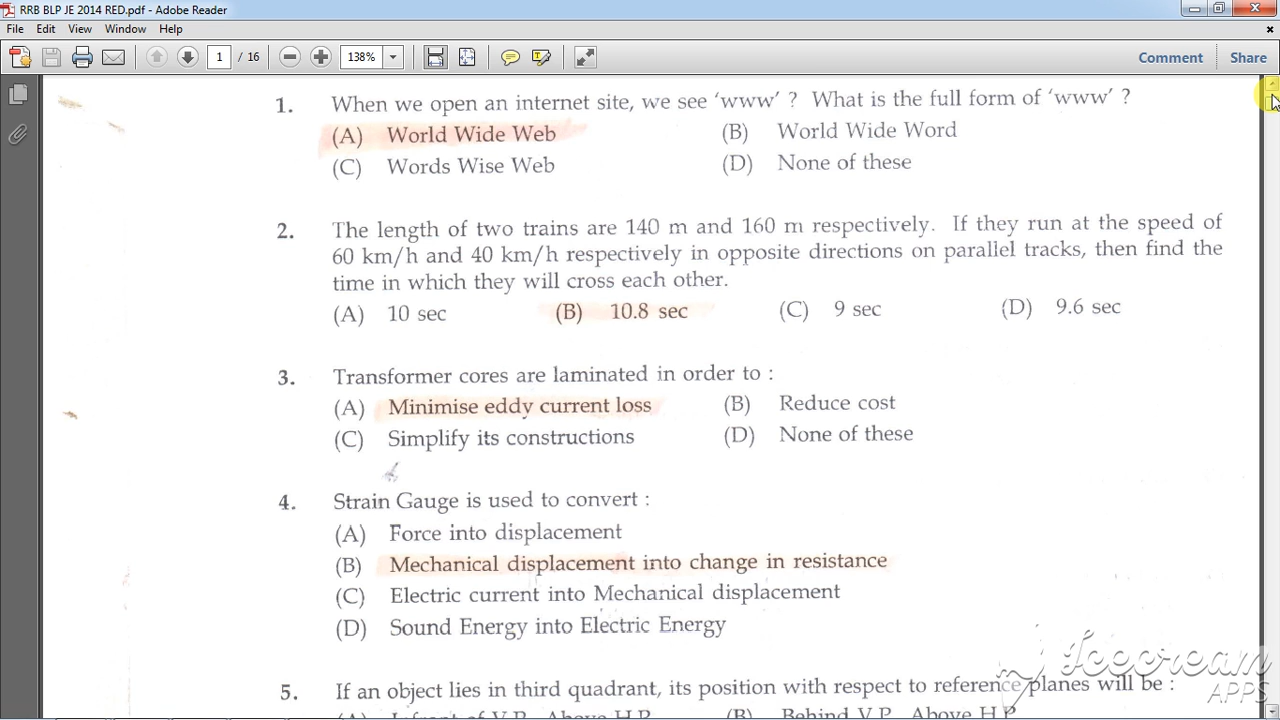 RRB BLP JE 2014 RED.pdf - Adobe Reader
File Edit View Window Help
1 / 16 138% Comment Share
1. When we open an internet site, we see 'www' ? What is the full form of 'www' ?
(A) World Wide Web (B) World Wide Word
(C) Words Wise Web (D) None of these
2. The length of two trains are 140 m and 160 m respectively. If they run at the speed of
60 km/h and 40 km/h respectively in opposite directions on parallel tracks, then find the
time in which they will cross each other.
(A) 10 sec (B) 10.8 sec (C) 9 sec (D) 9.6 sec
3. Transformer cores are laminated in order to :
(A) Minimise eddy current loss (B) Reduce cost
(C) Simplify its constructions (D) None of these
4. Strain Gauge is used to convert :
(A) Force into displacement
(B) Mechanical displacement into change in resistance
(C) Electric current into Mechanical displacement
(D) Sound Energy into Electric Energy
5. If an object lies in third quadrant, its position with respect to reference planes will be :
(A) Infront of V.P., Above H.P. (B) Behind V.P., Above H.P.
Icecream
APPS